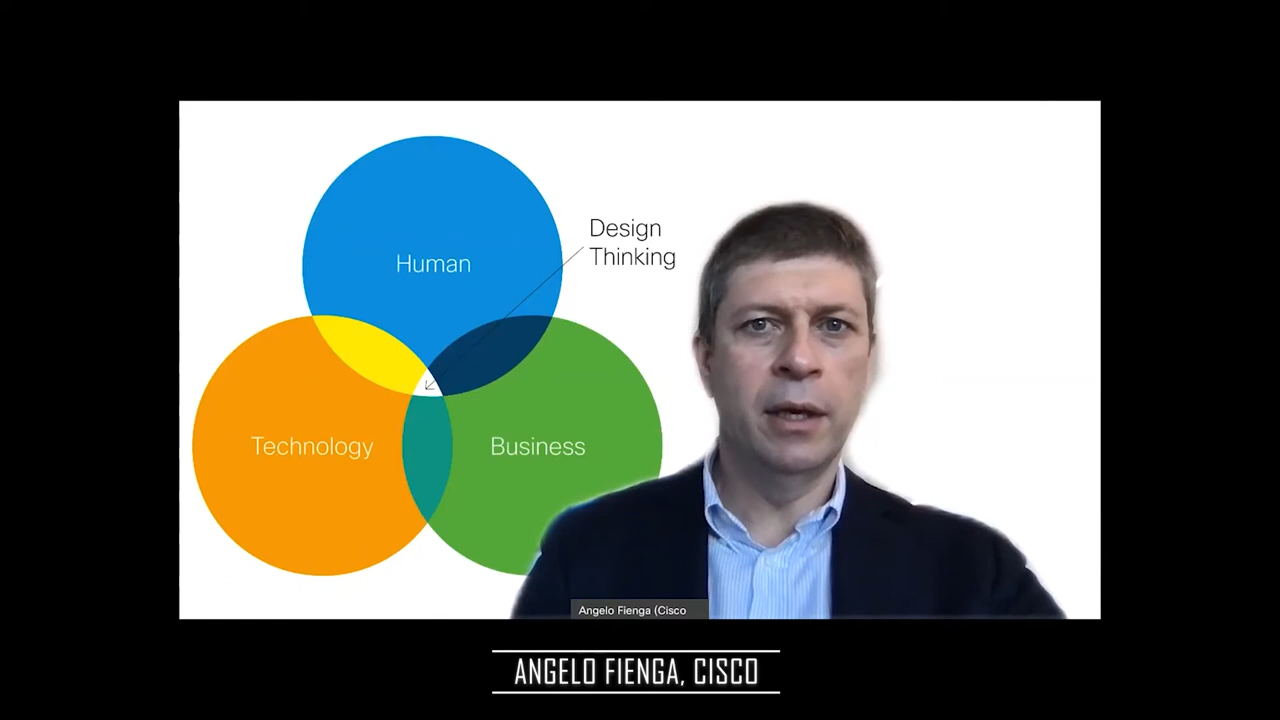 Human
Design
Thinking
Technology
Business
Angelo Fienga (Cisco
ANGELO FIENGA, CISCO